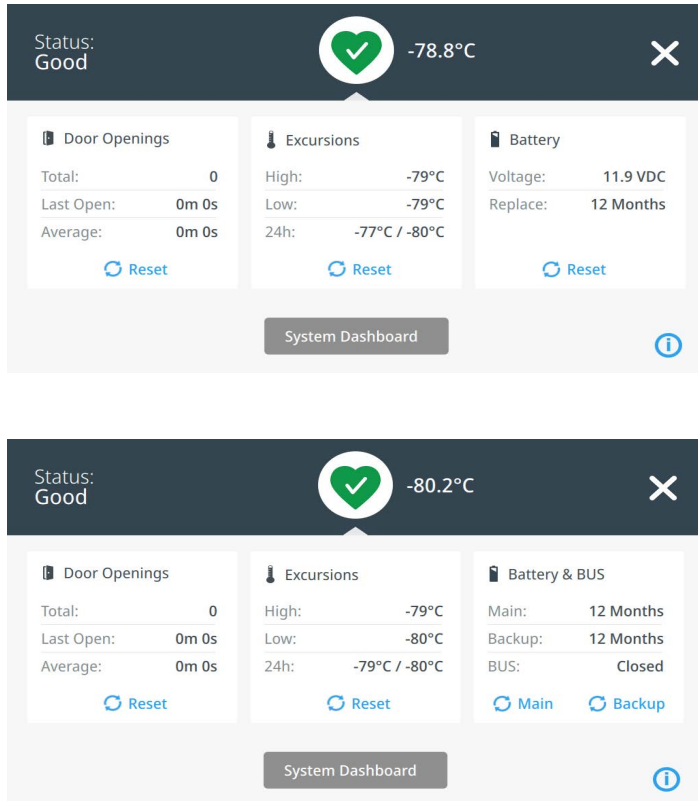 Status:
Good
-78.8°C
Door Openings
Total: 0
Last Open: 0m 0s
Average: 0m 0s
Reset
Excursions
High: -79°C
Low: -79°C
24h: -77°C / -80°C
Reset
Battery
Voltage: 11.9 VDC
Replace: 12 Months
Reset
System Dashboard
Status:
Good
-80.2°C
Door Openings
Total: 0
Last Open: 0m 0s
Average: 0m 0s
Reset
Excursions
High: -79°C
Low: -80°C
24h: -79°C / -80°C
Reset
Battery & BUS
Main: 12 Months
Backup: 12 Months
BUS: Closed
Main Backup
System Dashboard